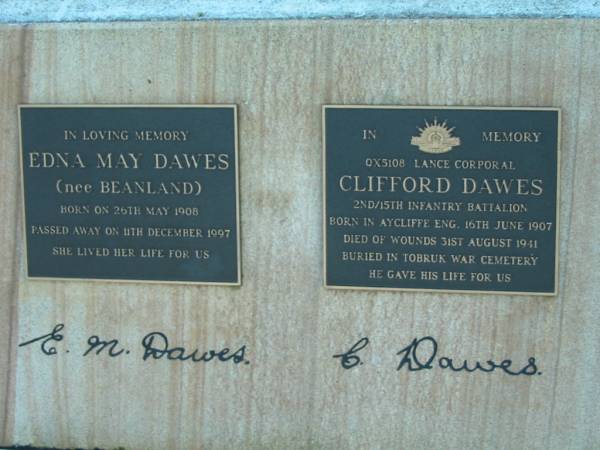 IN LOVING MEMORY
EDNA MAY DAWES
(nee BEANLAND)
BORN ON 26TH MAY 1908
PASSED AWAY ON 11TH DECEMBER 1997
SHE LIVED HER LIFE FOR US
E. M. Dawes.
IN MEMORY
QX5108 LANCE CORPORAL
CLIFFORD DAWES
2ND/15TH INFANTRY BATTALION
BORN IN AYCLIFFE ENG. 16TH JUNE 1907
DIED OF WOUNDS 31ST AUGUST 1941
BURIED IN TOBRUK WAR CEMETERY
HE GAVE HIS LIFE FOR US
C. Dawes.